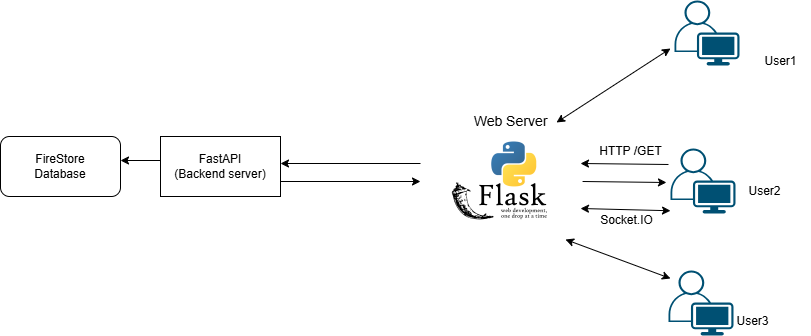 User1
Web Server
HTTP /GET
FireStore
Database
FastAPI
(Backend server)
Flask
web development,
one drop at a time
User2
Socket.IO
User3